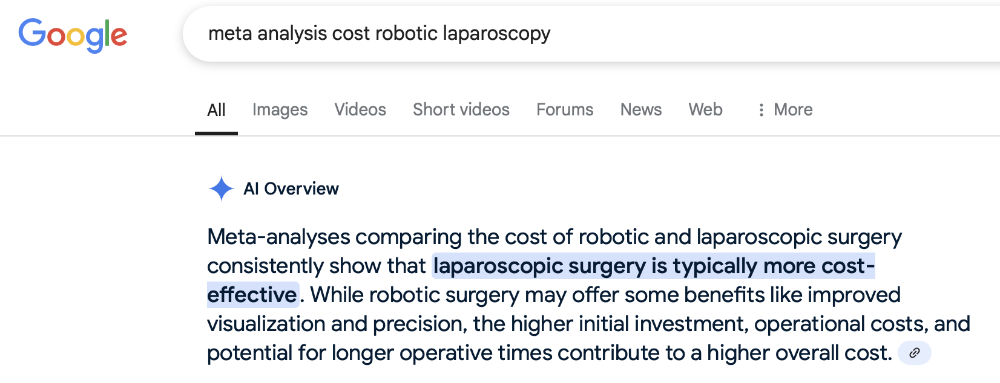 Google
meta analysis cost robotic laparoscopy
All Images Videos Short videos Forums News Web More
AI Overview
Meta-analyses comparing the cost of robotic and laparoscopic surgery
consistently show that laparoscopic surgery is typically more cost-
effective. While robotic surgery may offer some benefits like improved
visualization and precision, the higher initial investment, operational costs, and
potential for longer operative times contribute to a higher overall cost.